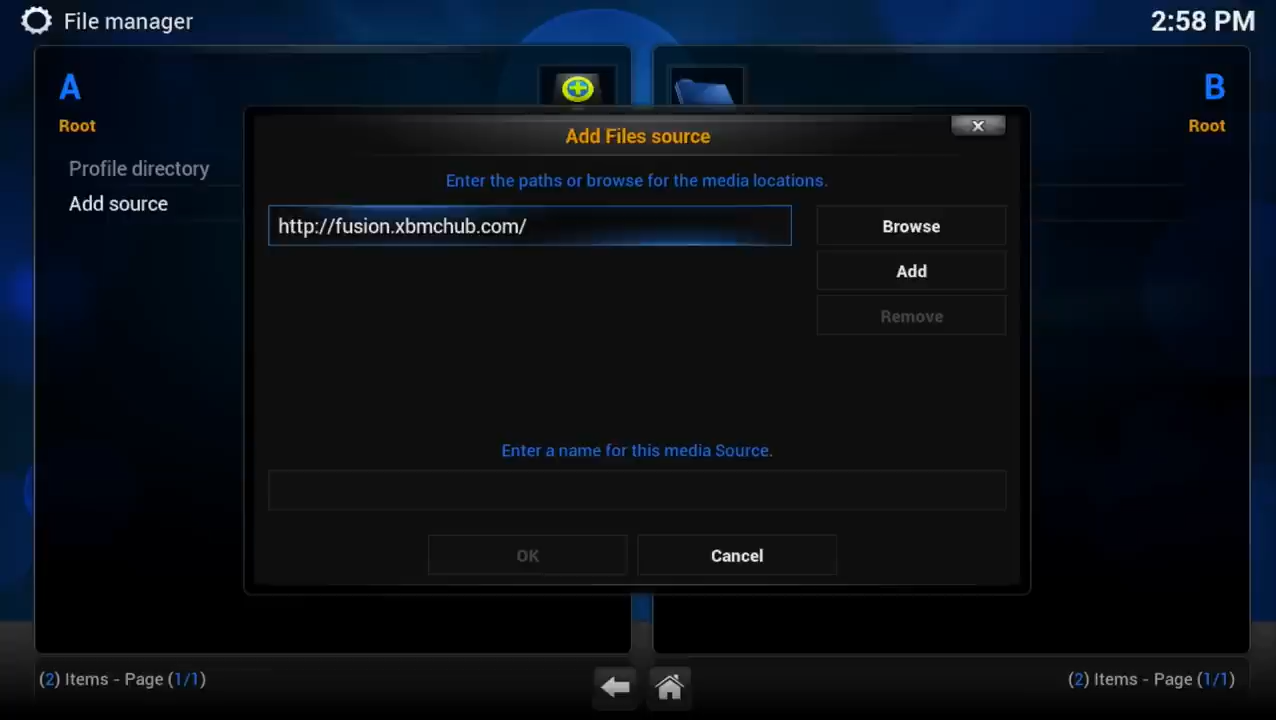 File manager
2:58 PM
A
B
Root
Root
Profile directory
Add source
Add Files source
Enter the paths or browse for the media locations.
http://fusion.xbmchub.com/
Browse
Add
Remove
Enter a name for this media Source.
OK
Cancel
(2) Items - Page (1/1)
(2) Items - Page (1/1)